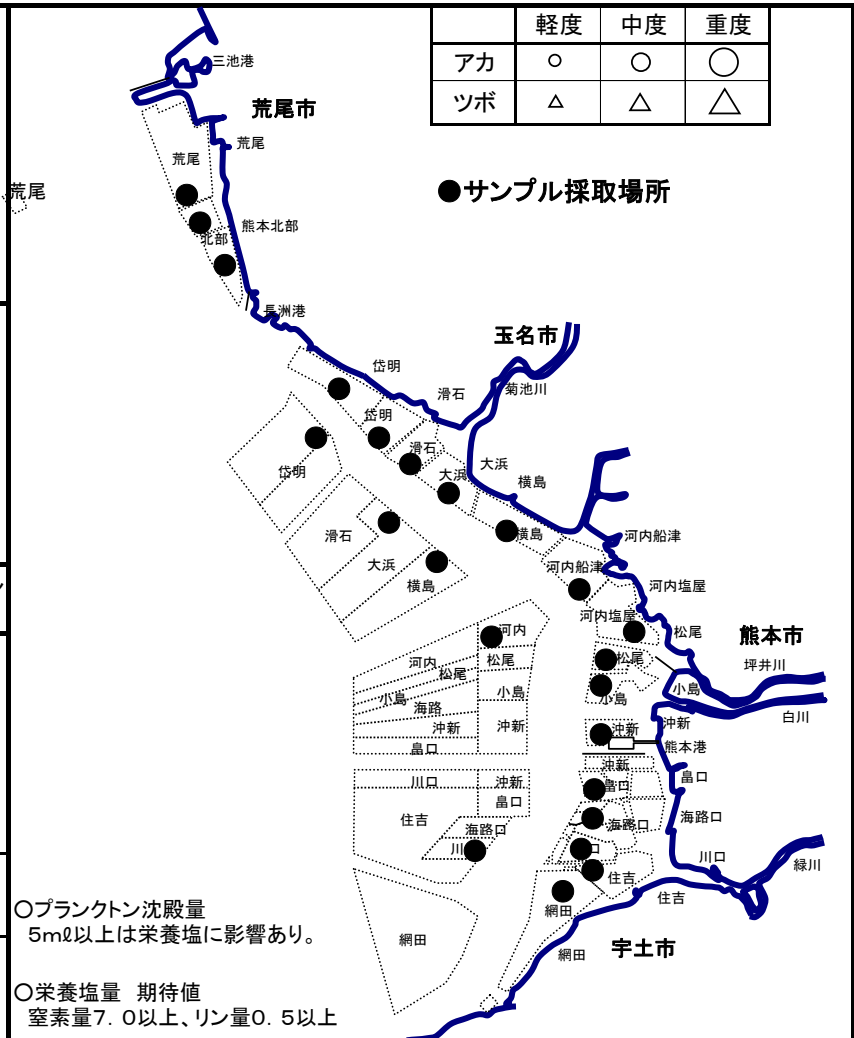 軽度 中度 重度
アカ
ツボ
三池港
荒尾市
荒尾
荒尾
荒尾
●サンプル採取場所
北部
熊本北部
長洲港
玉名市
岱明
滑石
菊池川
岱明
滑石
大浜
大浜
横島
岱明
滑石
大浜
横島
横島
河内船津
河内船津
河内塩屋
河内塩屋
松尾
熊本市
坪井川
河内
松尾
河内
松尾
小島
小島
松尾
小島
小島
白川
海路
沖新
沖新
畠口
沖新
沖新
熊本港
沖新
畠口
畠口
川口
沖新
畠口
住吉
海路口
川
海路口
海路口
口
川口
緑川
住吉
住吉
網田
網田
網田
宇土市
○プランクトン沈殿量
5mℓ以上は栄養塩に影響あり。
○栄養塩量 期待値
窒素量7.0以上、リン量0.5以上